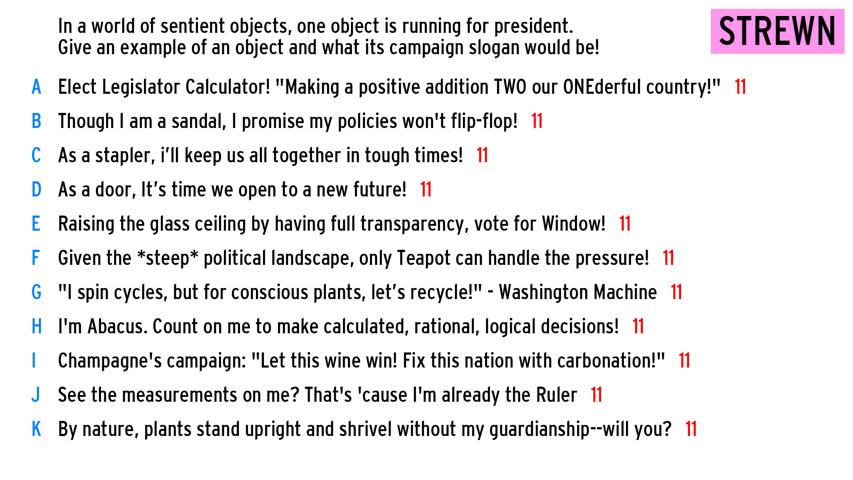 In a world of sentient objects, one object is running for president.
Give an example of an object and what its campaign slogan would be!
STREWN
A Elect Legislator Calculator! "Making a positive addition TWO our ONEderful country!" 11
B Though I am a sandal, I promise my policies won't flip-flop! 11
C As a stapler, i’ll keep us all together in tough times! 11
D As a door, It’s time we open to a new future! 11
E Raising the glass ceiling by having full transparency, vote for Window! 11
F Given the *steep* political landscape, only Teapot can handle the pressure! 11
G "I spin cycles, but for conscious plants, let’s recycle!" - Washington Machine 11
H I'm Abacus. Count on me to make calculated, rational, logical decisions! 11
I Champagne's campaign: "Let this wine win! Fix this nation with carbonation!" 11
J See the measurements on me? That's 'cause I'm already the Ruler 11
K By nature, plants stand upright and shrivel without my guardianship--will you? 11